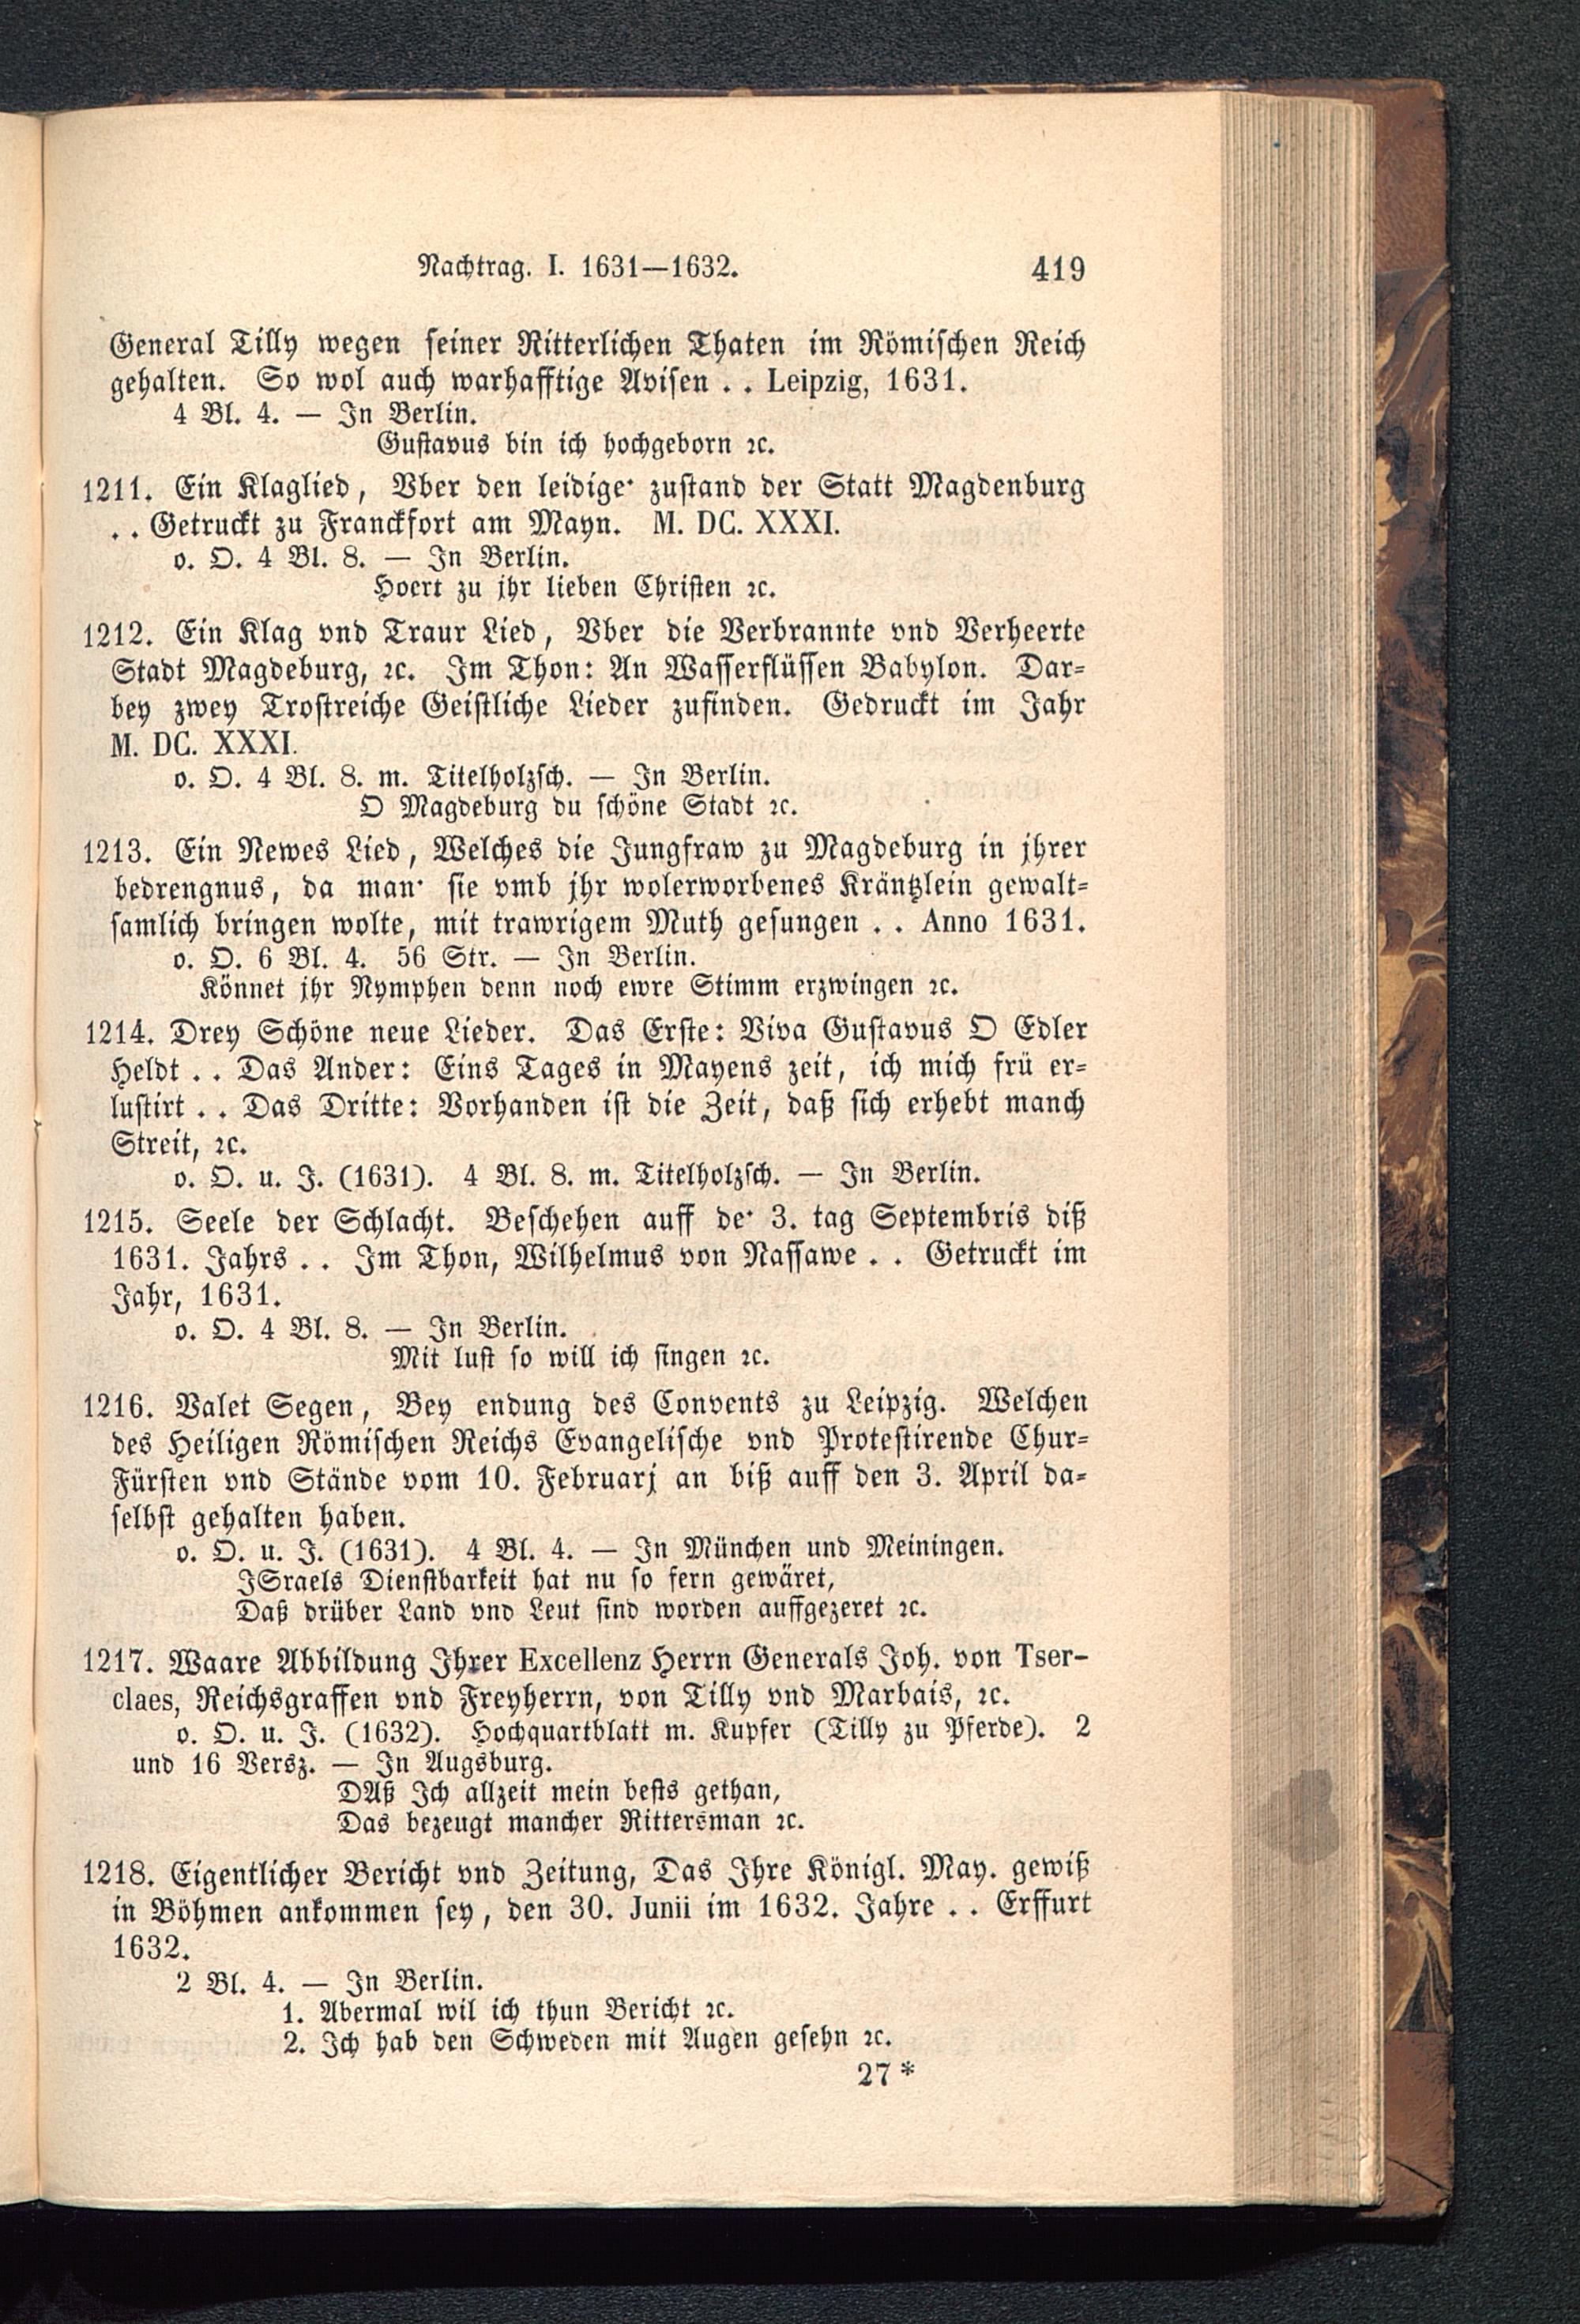 Nachtrag. I. 1631—1632. 419
General Tilly wegen seiner Ritterlichen Thaten im Römischen Reich
gehalten. So wol auch warhafftige Avisen . . Leipzig, 1631.
4 Bl. 4. — In Berlin.
Gustavus bin ich hochgeborn ꝛc.
1211. Ein Klaglied, Vber den leidige· zustand der Statt Magdenburg
. . Getruckt zu Franckfort am Mayn. M. DC. XXXI.
o. O. 4 Bl. 8. — In Berlin.
Hoert zu jhr lieben Christen ꝛc.
1212. Ein Klag vnd Traur Lied, Vber die Verbrannte vnd Verheerte
Stadt Magdeburg, ꝛc. Im Thon: An Wasserflüssen Babylon. Dar-
bey zwey Trostreiche Geistliche Lieder zufinden. Gedruckt im Jahr
M. DC. XXXI.
o. O. 4 Bl. 8. m. Titelholzsch. — In Berlin.
O Magdeburg du schöne Stadt ꝛc.
1213. Ein Newes Lied, Welches die Jungfraw zu Magdeburg in jhrer
bedrengnus, da man· sie vmb jhr wolerworbenes Kräntzlein gewalt-
samlich bringen wolte, mit trawrigem Muth gesungen . . Anno 1631.
o. O. 6 Bl. 4. 56 Str. — In Berlin.
Könnet jhr Nymphen denn noch ewre Stimm erzwingen ꝛc.
1214. Drey Schöne neue Lieder. Das Erste: Viva Gustavus O Edler
Heldt . . Das Ander: Eins Tages in Mayens zeit, ich mich frü er-
lustirt . . Das Dritte: Vorhanden ist die Zeit, daß sich erhebt manch
Streit, ꝛc.
o. O. u. J. (1631). 4 Bl. 8. m. Titelholzsch. — In Berlin.
1215. Seele der Schlacht. Beschehen auff de· 3. tag Septembris diß
1631. Jahrs . . Im Thon, Wilhelmus von Nassawe . . Getruckt im
Jahr, 1631.
o. O. 4 Bl. 8. — In Berlin.
Mit lust so will ich singen ꝛc.
1216. Valet Segen, Bey endung des Convents zu Leipzig. Welchen
des Heiligen Römischen Reichs Evangelische vnd Protestirende Chur-
Fürsten vnd Stände vom 10. Februarj an biß auff den 3. April da-
selbst gehalten haben.
o. O. u. J. (1631). 4 Bl. 4. — In München und Meiningen.
ISraels Dienstbarkeit hat nu so fern gewäret,
Daß drüber Land vnd Leut sind worden auffgezeret ꝛc.
1217. Waare Abbildung Ihrer Excellenz Herrn Generals Joh. von Tser-
claes, Reichsgraffen vnd Freyherrn, von Tilly vnd Marbais, ꝛc.
o. O. u. J. (1632). Hochquartblatt m. Kupfer (Tilly zu Pferde). 2
und 16 Versz. — In Augsburg.
DAß Ich allzeit mein bests gethan,
Das bezeugt mancher Rittersman ꝛc.
1218. Eigentlicher Bericht vnd Zeitung, Das Ihre Königl. May. gewiß
in Böhmen ankommen sey, den 30. Junii im 1632. Jahre . . Erffurt
1632.
2 Bl. 4. — In Berlin.
1. Abermal wil ich thun Bericht ꝛc.
2. Ich hab den Schweden mit Augen gesehn ꝛc.
27*